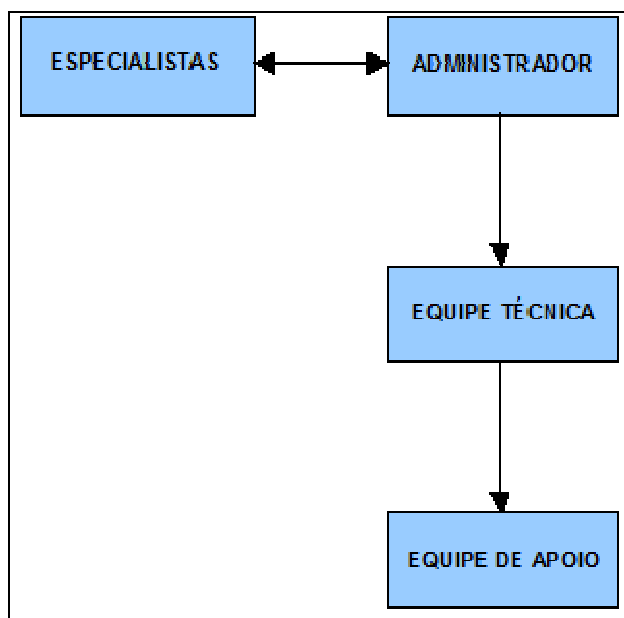 ESPECIALISTAS
ADMINISTRADOR
EQUIPE TÉCNICA
EQUIPE DE APOIO